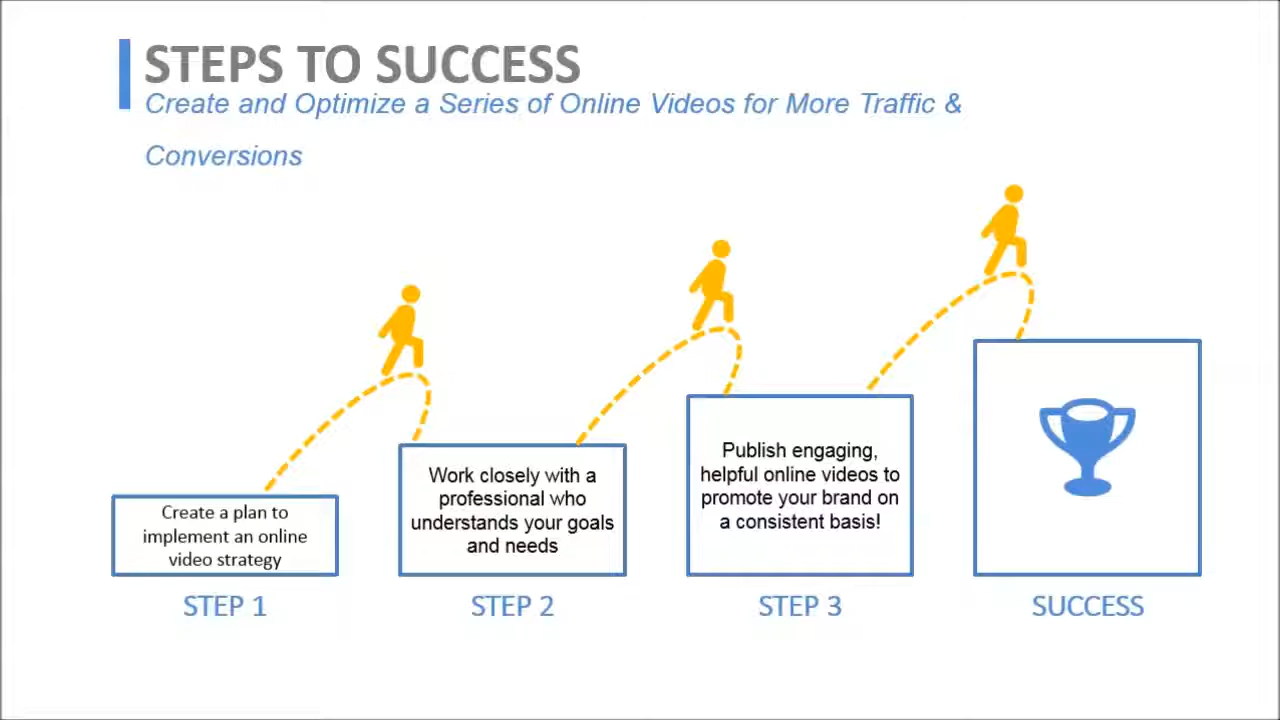 STEPS TO SUCCESS
Create and Optimize a Series of Online Videos for More Traffic &
Conversions
Create a plan to
implement an online
video strategy
STEP 1
Work closely with a
professional who
understands your goals
and needs
STEP 2
Publish engaging,
helpful online videos to
promote your brand on
a consistent basis!
STEP 3
SUCCESS